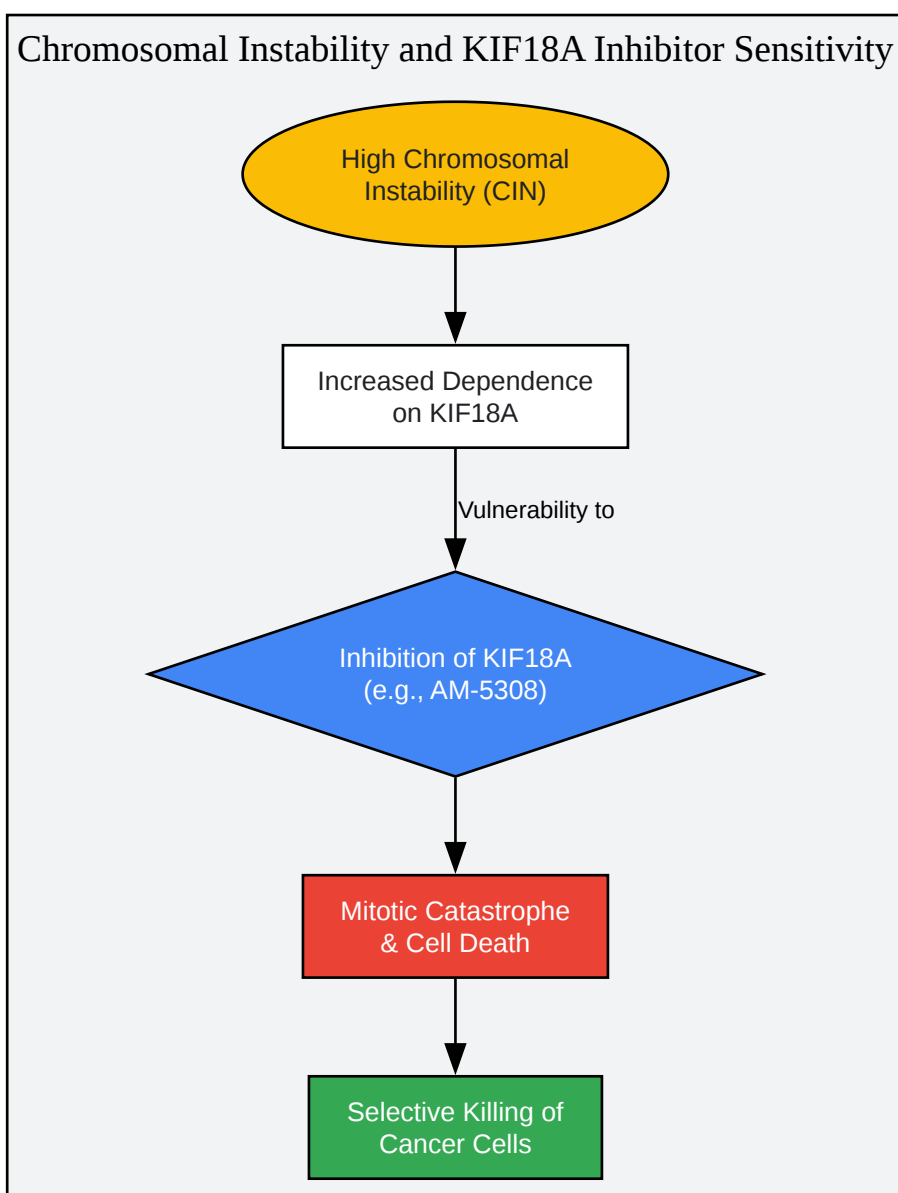 Chromosomal Instability and KIF18A Inhibitor Sensitivity
High Chromosomal
Instability (CIN)
Increased Dependence
on KIF18A
Vulnerability to
Inhibition of KIF18A
(e.g., AM-5308)
Mitotic Catastrophe
& Cell Death
Selective Killing of
Cancer Cells